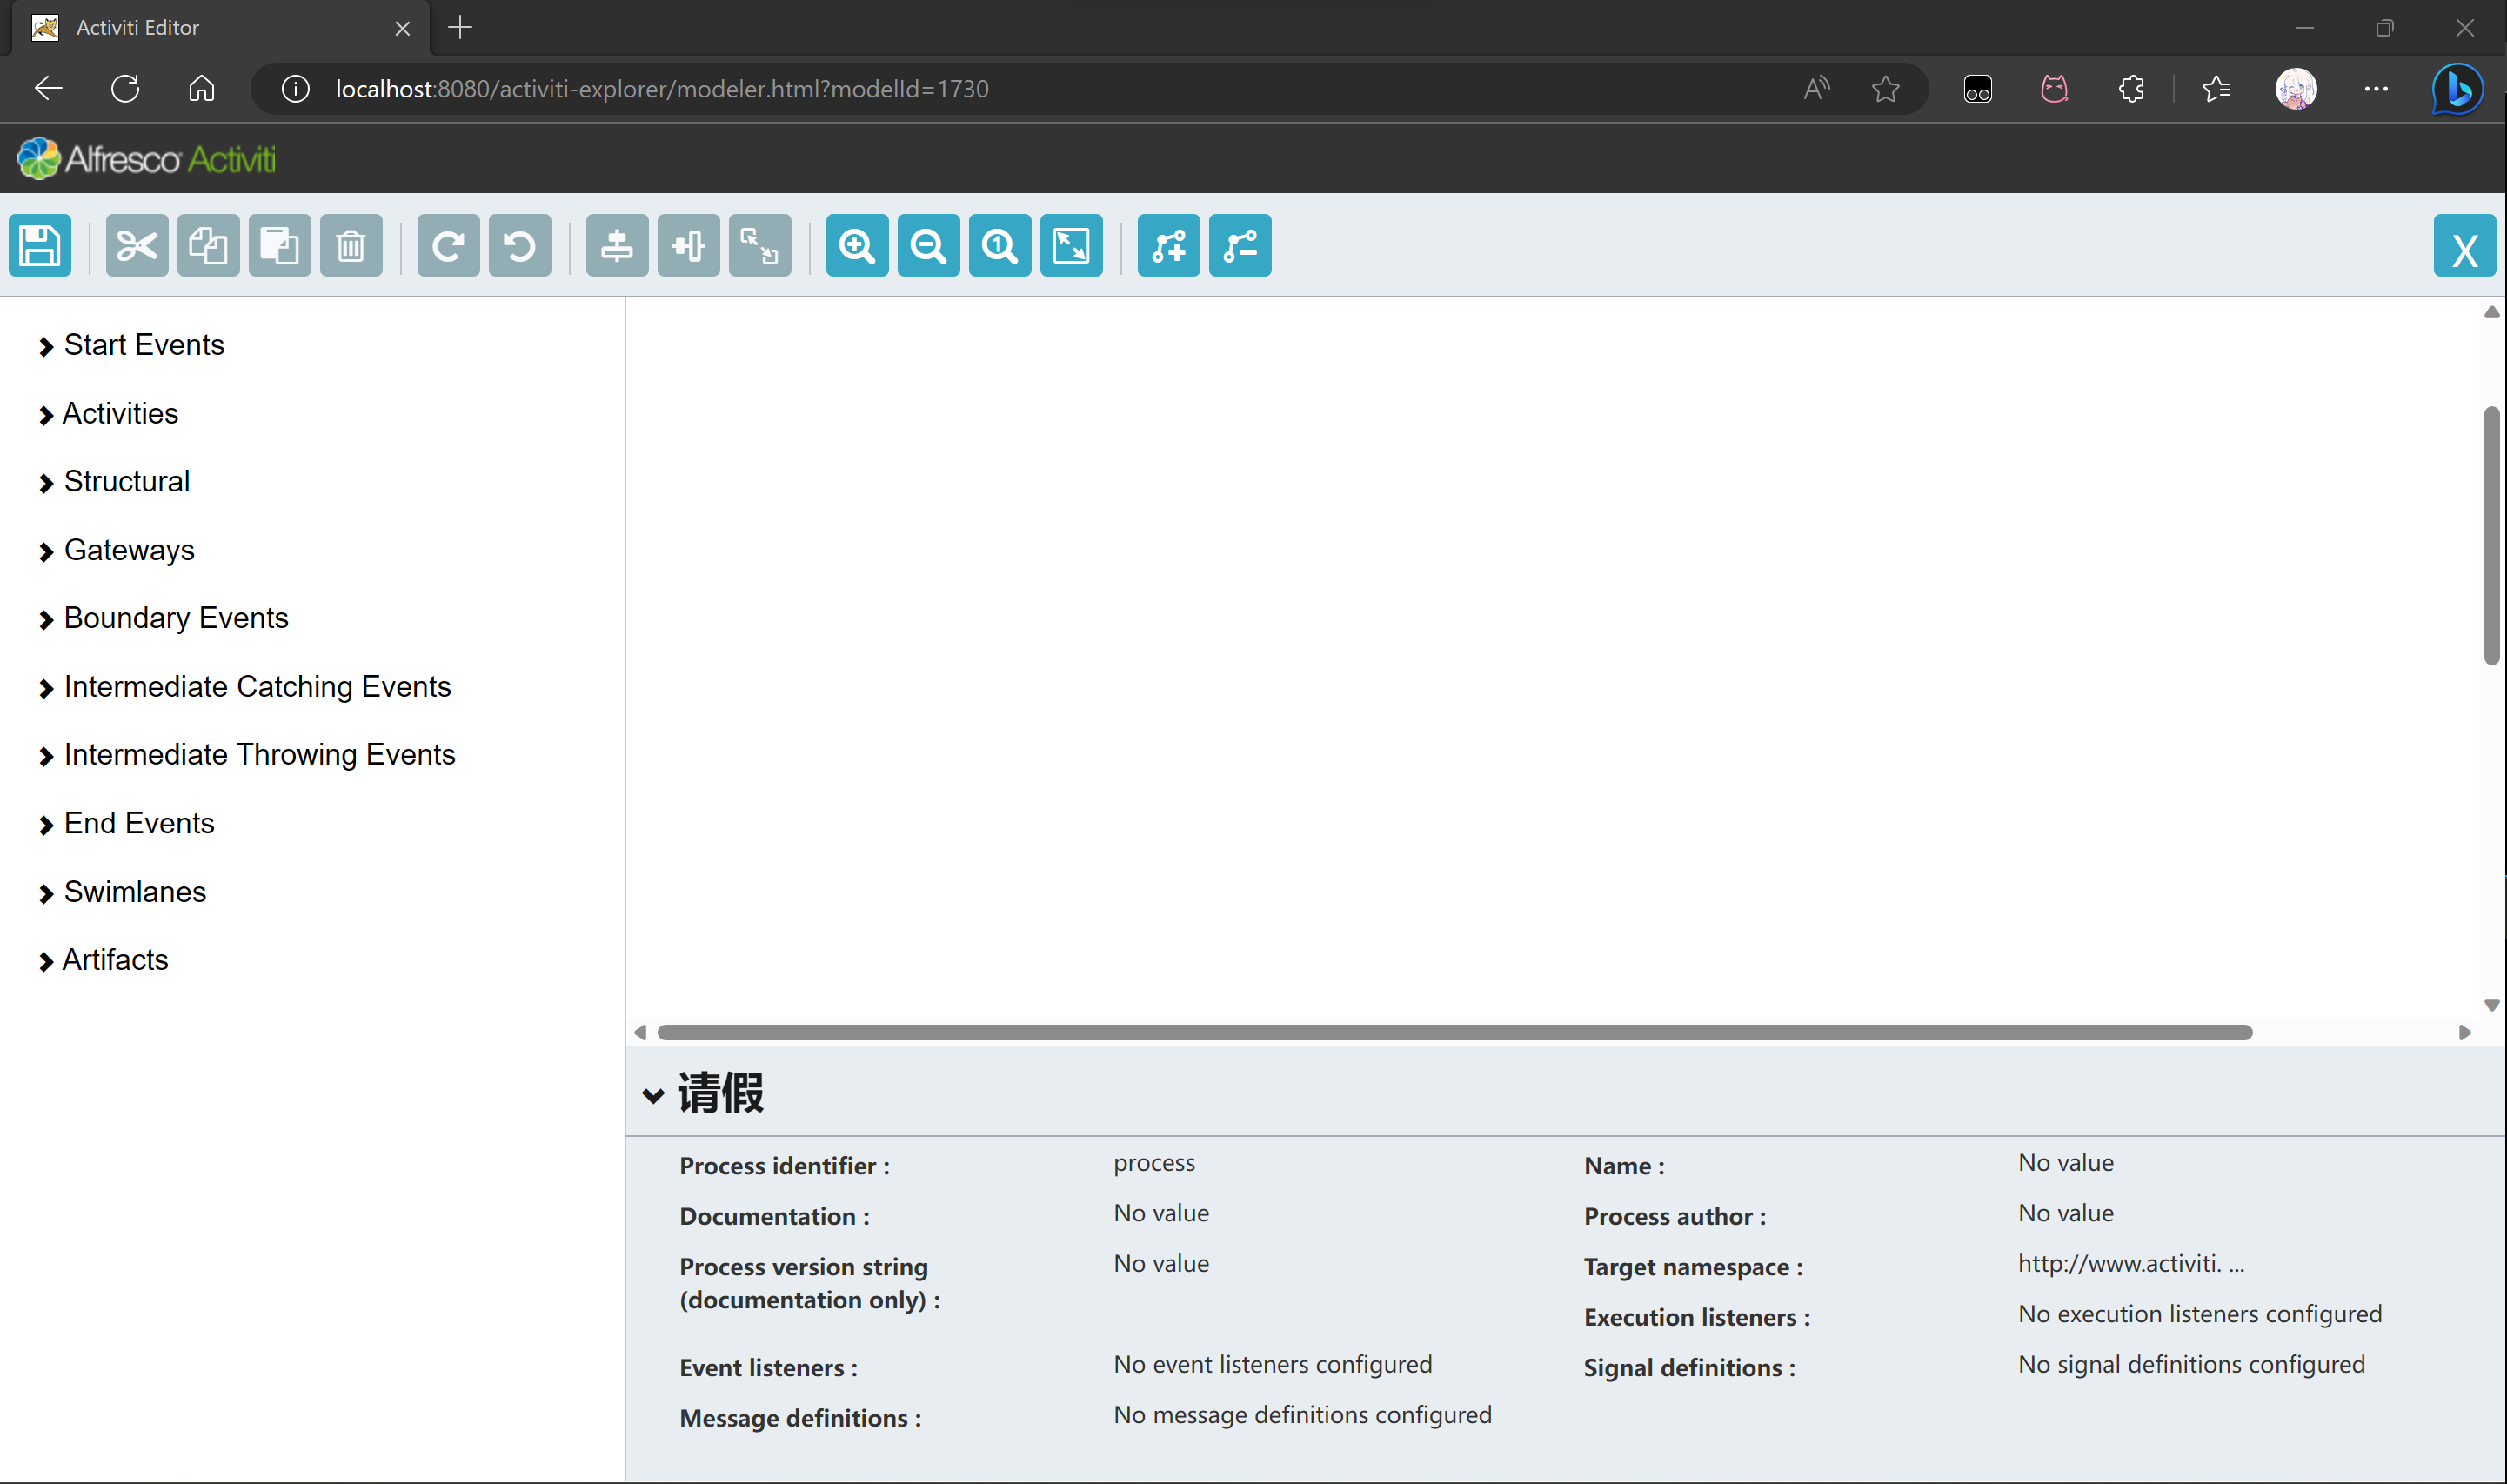 Activiti Editor
localhost:8080/activiti-explorer/modeler.html?modelId=1730
Alfresco Activiti
X
Start Events
Activities
Structural
Gateways
Boundary Events
Intermediate Catching Events
Intermediate Throwing Events
End Events
Swimlanes
Artifacts
请假
Process identifier : process Name : No value
Documentation : No value Process author : No value
Process version string No value Target namespace : http://www.activiti. ...
(documentation only) :
Execution listeners : No execution listeners configured
Event listeners : No event listeners configured Signal definitions : No signal definitions configured
Message definitions : No message definitions configured